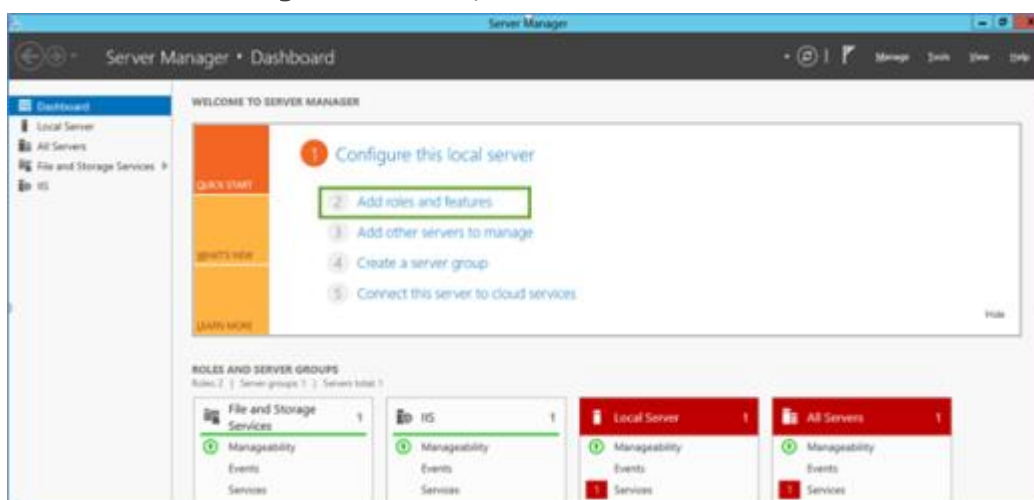 Server Manager
Server Manager • Dashboard
Manage Tools View Help
Dashboard
Local Server
All Servers
File and Storage Services
IIS
WELCOME TO SERVER MANAGER
QUICK START
WHAT'S NEW
LEARN MORE
1 Configure this local server
2 Add roles and features
3 Add other servers to manage
4 Create a server group
5 Connect this server to cloud services
Hide
ROLES AND SERVER GROUPS
Roles: 2 | Server groups: 1 | Servers total: 1
File and Storage Services 1
Manageability
Events
Services
IIS 1
Manageability
Events
Services
Local Server 1
Manageability
Events
1 Services
All Servers 1
Manageability
Events
1 Services